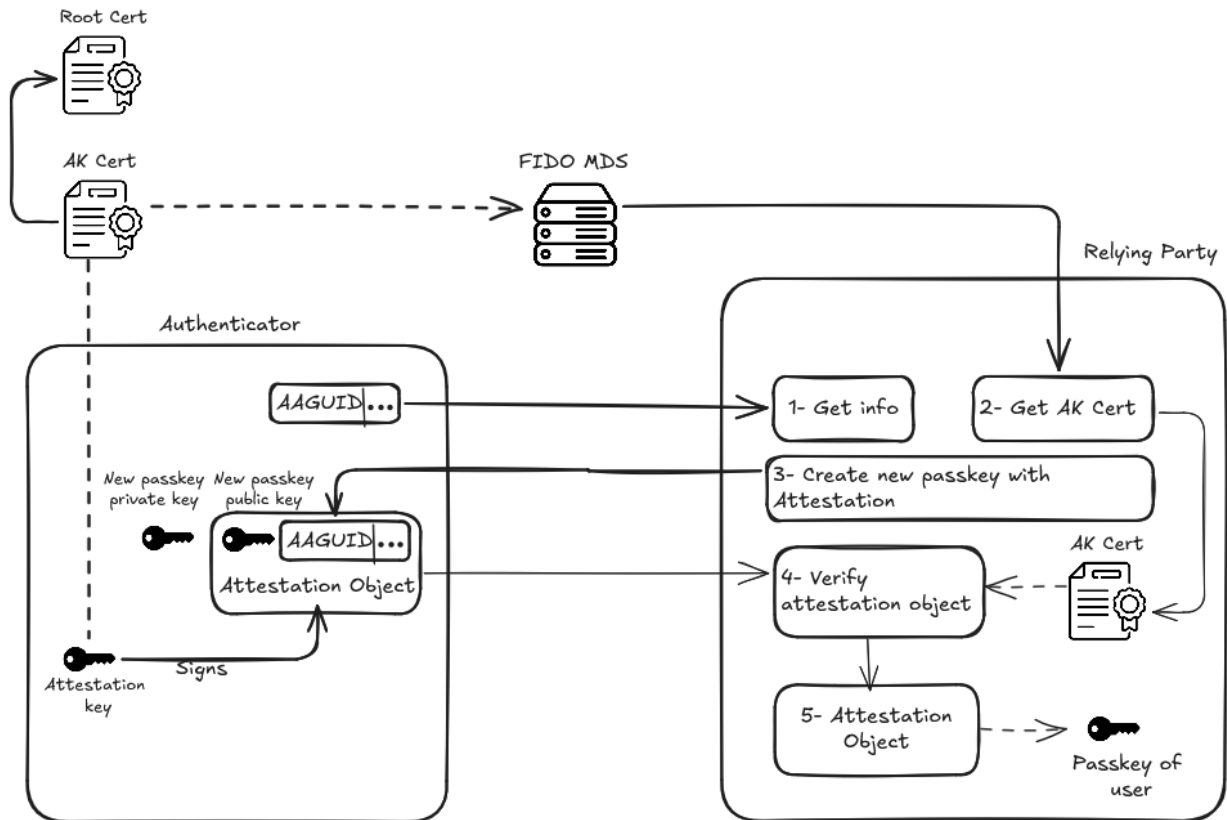 Root Cert
AK Cert
FIDO MDS
Relying Party
Authenticator
AAGUID ...
1- Get info
2- Get AK Cert
3- Create new passkey with
Attestation
New passkey
private key
New passkey
public key
AAGUID ...
Attestation Object
AK Cert
4- Verify
attestation object
Signs
Attestation
key
5- Attestation
Object
Passkey of
user